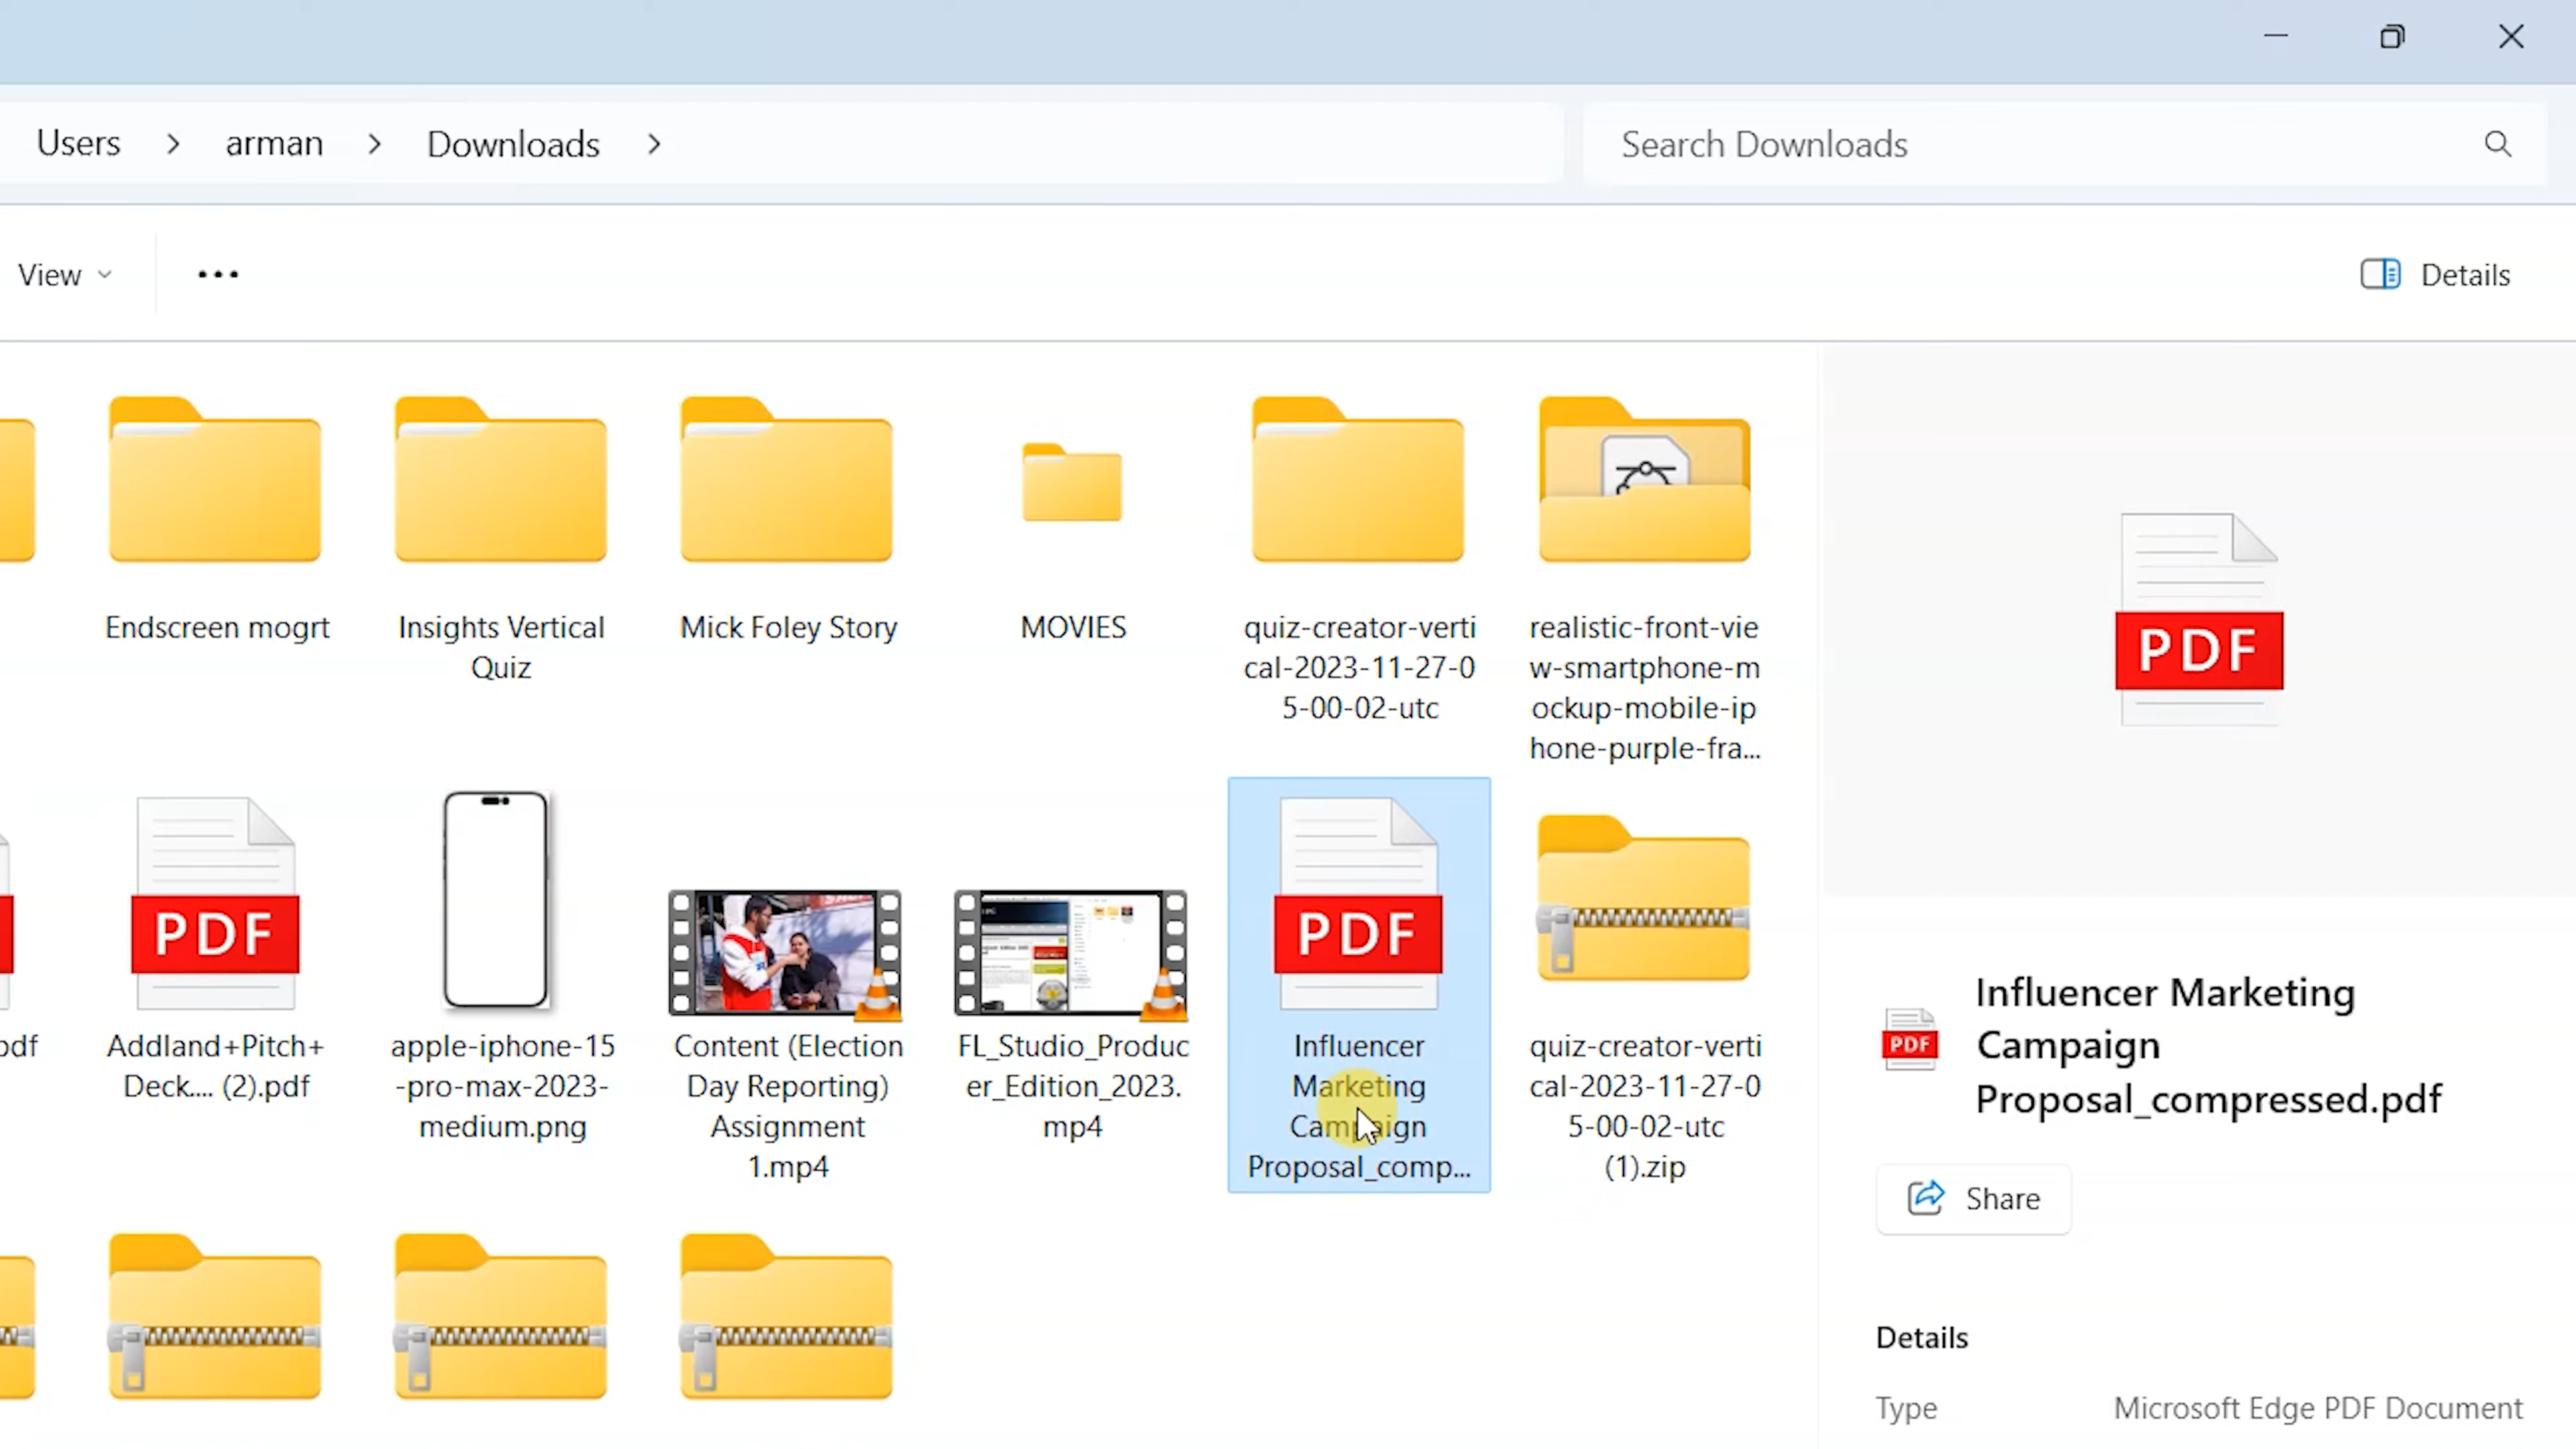 Users > arman > Downloads >
Search Downloads
View
Details
Endscreen mogrt
Insights Vertical
Quiz
Mick Foley Story
MOVIES
quiz-creator-verti
cal-2023-11-27-0
5-00-02-utc
realistic-front-vie
w-smartphone-m
ockup-mobile-ip
hone-purple-fra...
PDF
pdf
PDF
Addland+Pitch+
Deck.... (2).pdf
apple-iphone-15
-pro-max-2023-
medium.png
Content (Election
Day Reporting)
Assignment
1.mp4
FL_Studio_Produc
er_Edition_2023.
mp4
PDF
Influencer
Marketing
Campaign
Proposal_comp...
quiz-creator-verti
cal-2023-11-27-0
5-00-02-utc
(1).zip
PDF
Influencer Marketing
Campaign
Proposal_compressed.pdf
Share
Details
Type
Microsoft Edge PDF Document